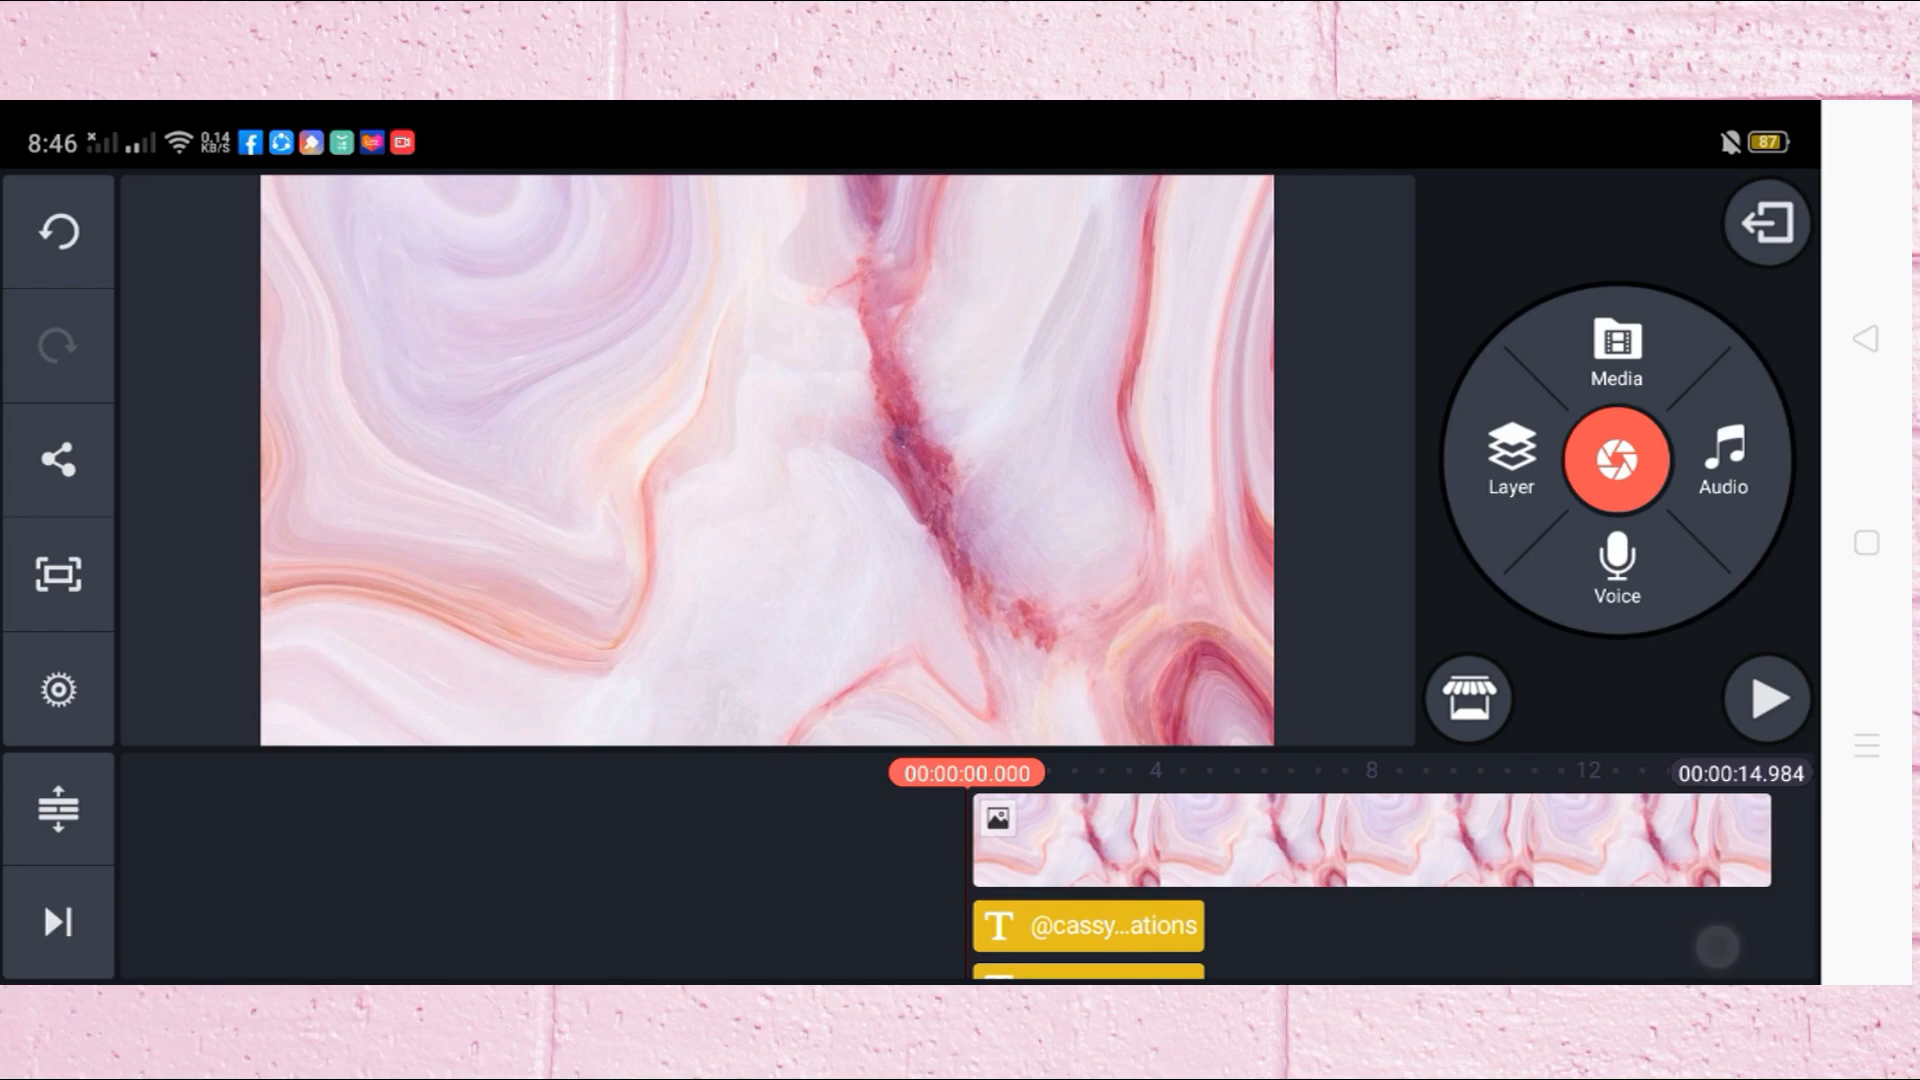 8:46
0.14
KB/S
87
Media
Layer
Audio
Voice
00:00:00.000
4
8
12
00:00:14.984
T @cassy...ations